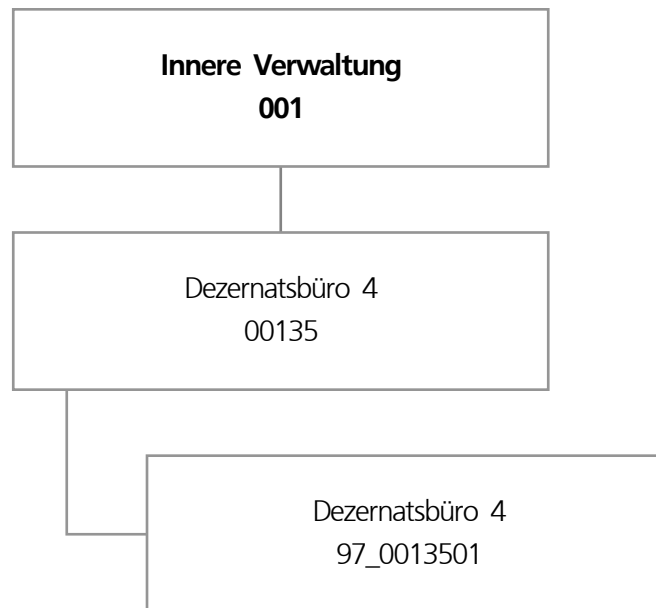 Innere Verwaltung
001
Dezernatsbüro 4
00135
Dezernatsbüro 4
97_0013501